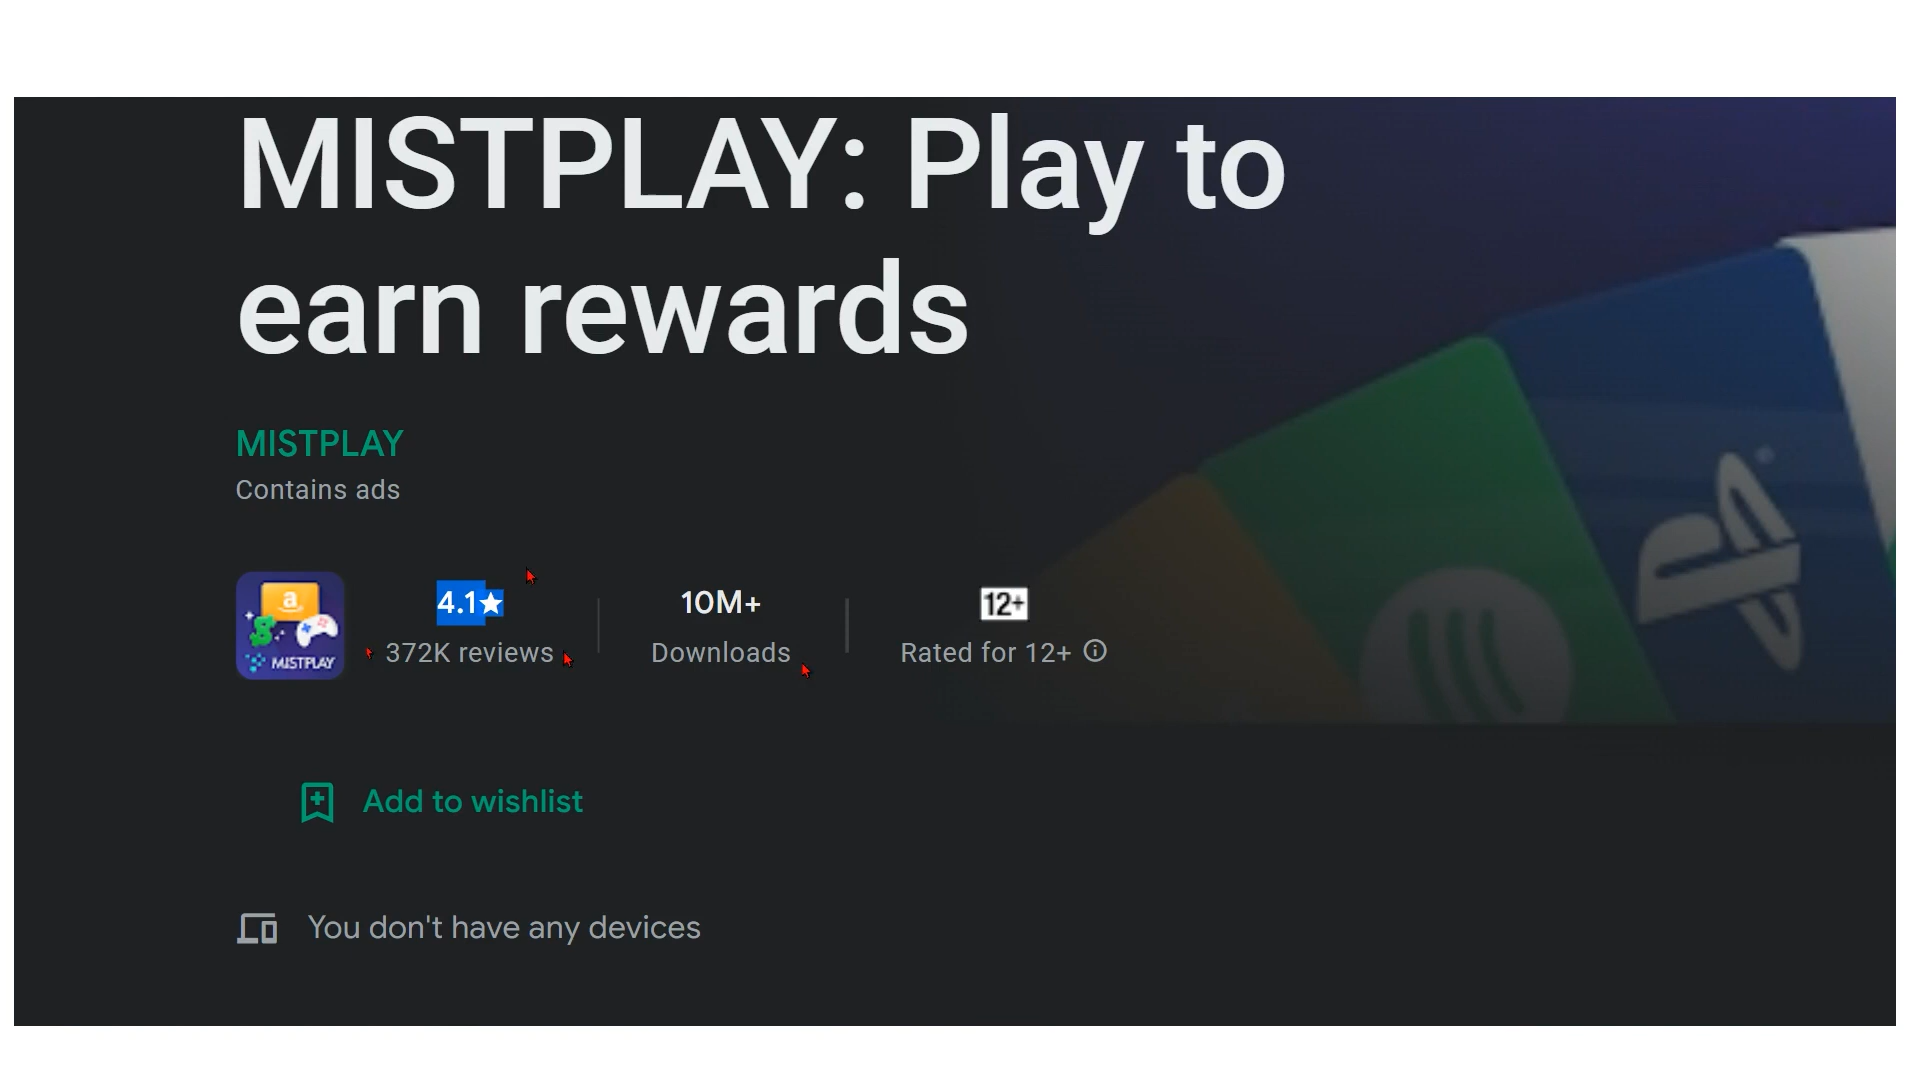 MISTPLAY: Play to
earn rewards
MISTPLAY
Contains ads
a
MISTPLAY
4.1★
372K reviews
10M+
Downloads
12+
Rated for 12+
Add to wishlist
You don't have any devices